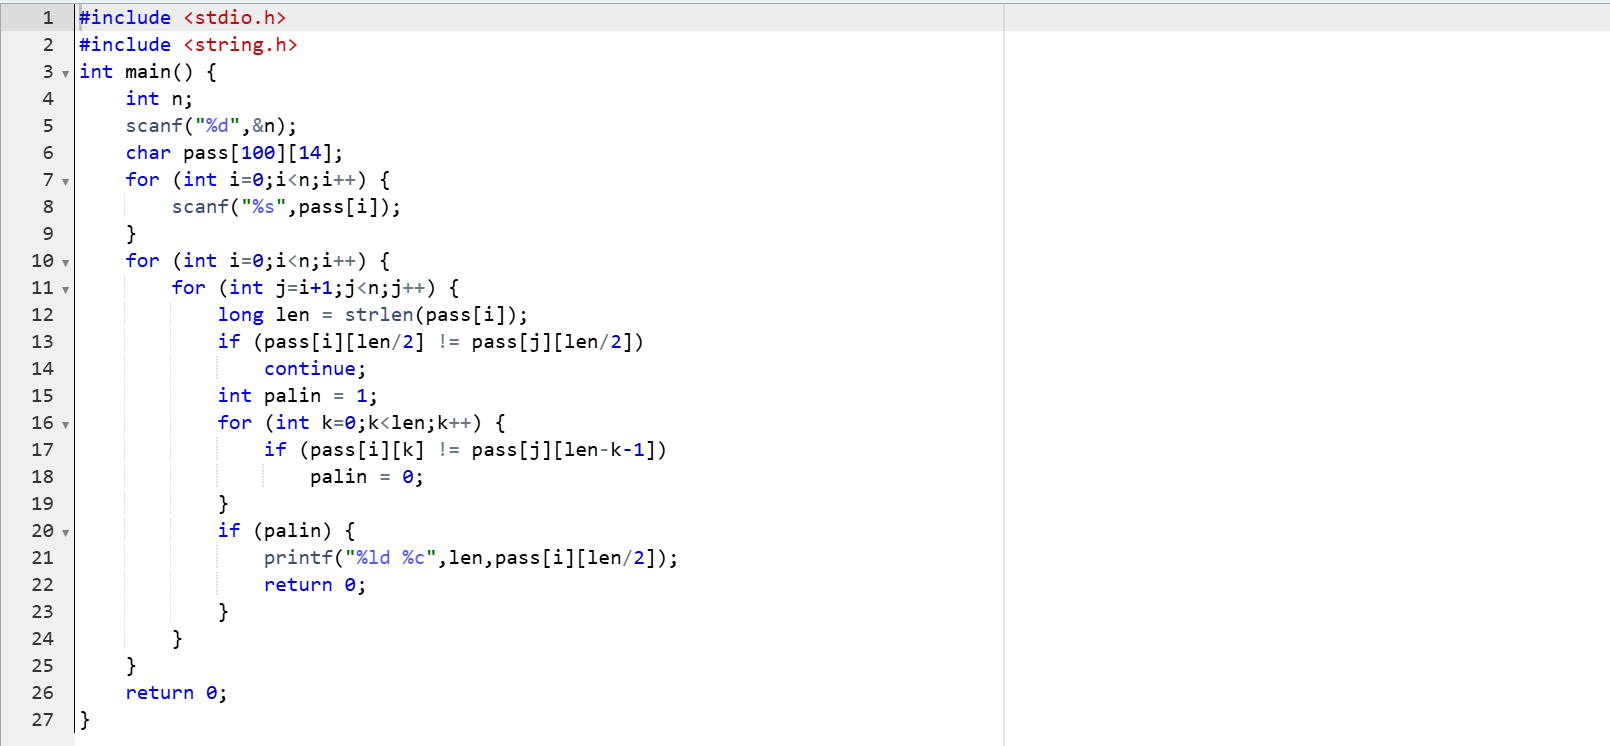 1 #include <stdio.h>
2 #include <string.h>
3 int main() {
4     int n;
5     scanf("%d",&n);
6     char pass[100][14];
7     for (int i=0;i<n;i++) {
8         scanf("%s",pass[i]);
9     }
10     for (int i=0;i<n;i++) {
11         for (int j=i+1;j<n;j++) {
12             long len = strlen(pass[i]);
13             if (pass[i][len/2] != pass[j][len/2])
14                 continue;
15             int palin = 1;
16             for (int k=0;k<len;k++) {
17                 if (pass[i][k] != pass[j][len-k-1])
18                     palin = 0;
19             }
20             if (palin) {
21                 printf("%ld %c",len,pass[i][len/2]);
22                 return 0;
23             }
24         }
25     }
26     return 0;
27 }